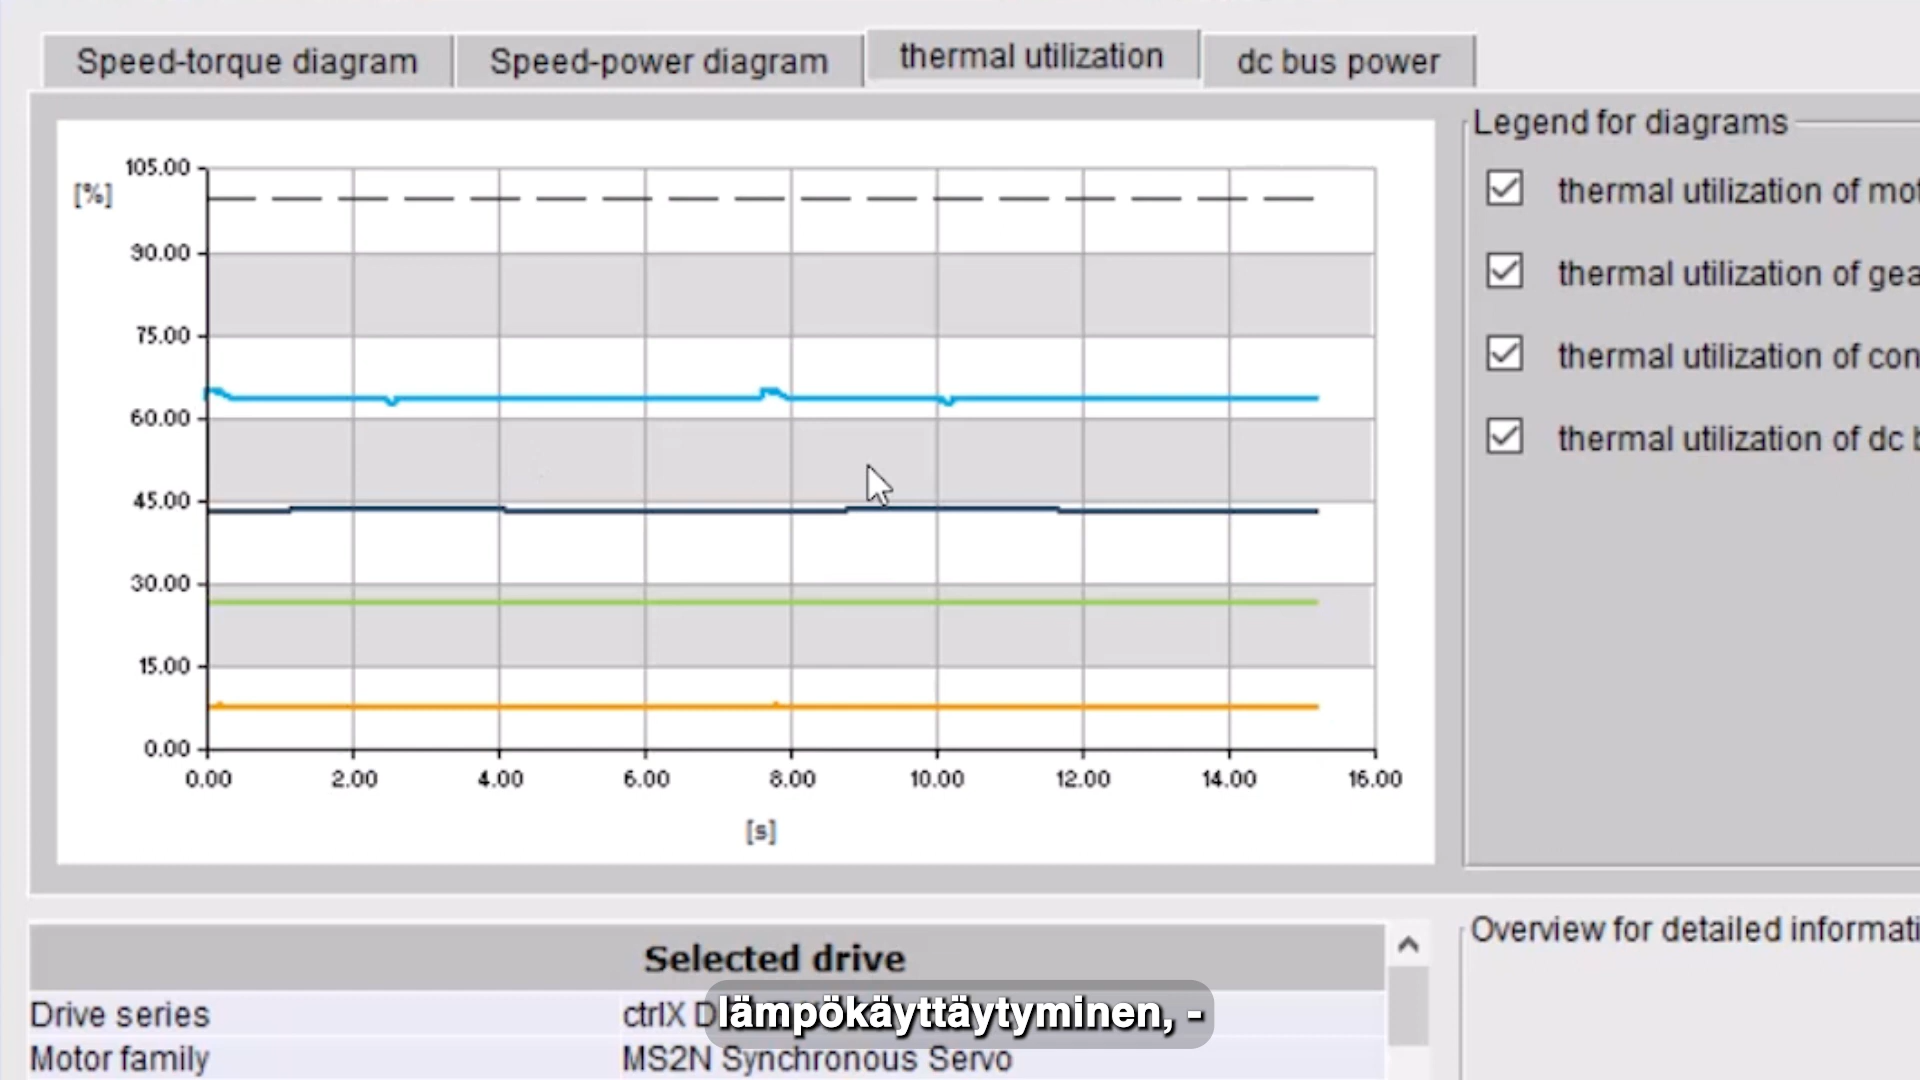 Speed-torque diagram
Speed-power diagram
thermal utilization
dc bus power
Legend for diagrams
thermal utilization of mot
thermal utilization of gea
thermal utilization of con
thermal utilization of dc b
[%]
105.00
90.00
75.00
60.00
45.00
30.00
15.00
0.00
0.00 2.00 4.00 6.00 8.00 10.00 12.00 14.00 16.00
[s]
Selected drive
Overview for detailed informati
Drive series ctrlX D
lämpökäyttäytyminen, -
Motor family MS2N Synchronous Servo